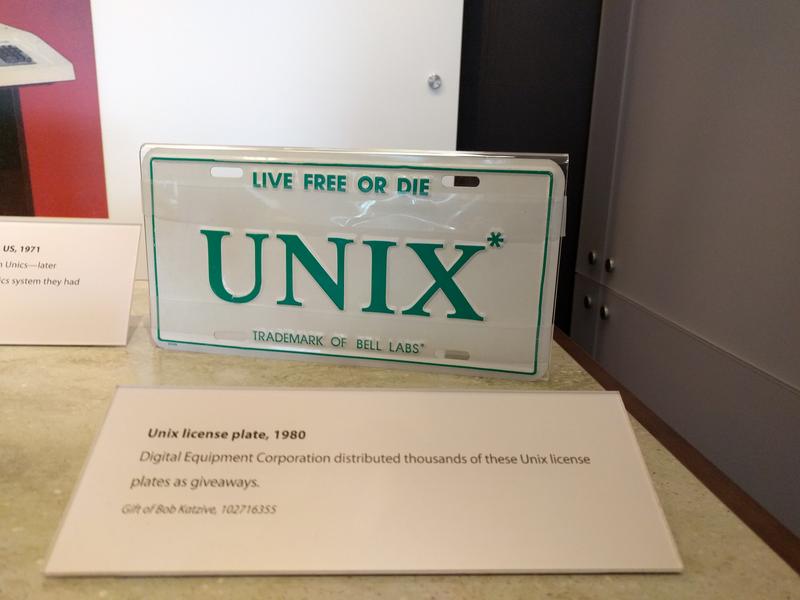 LIVE FREE OR DIE
UNIX*
TRADEMARK OF BELL LABS*
US, 1971
Unics—later
system they had
Unix license plate, 1980
Digital Equipment Corporation distributed thousands of these Unix license
plates as giveaways.
Gift of Bob Katzive, 102716355